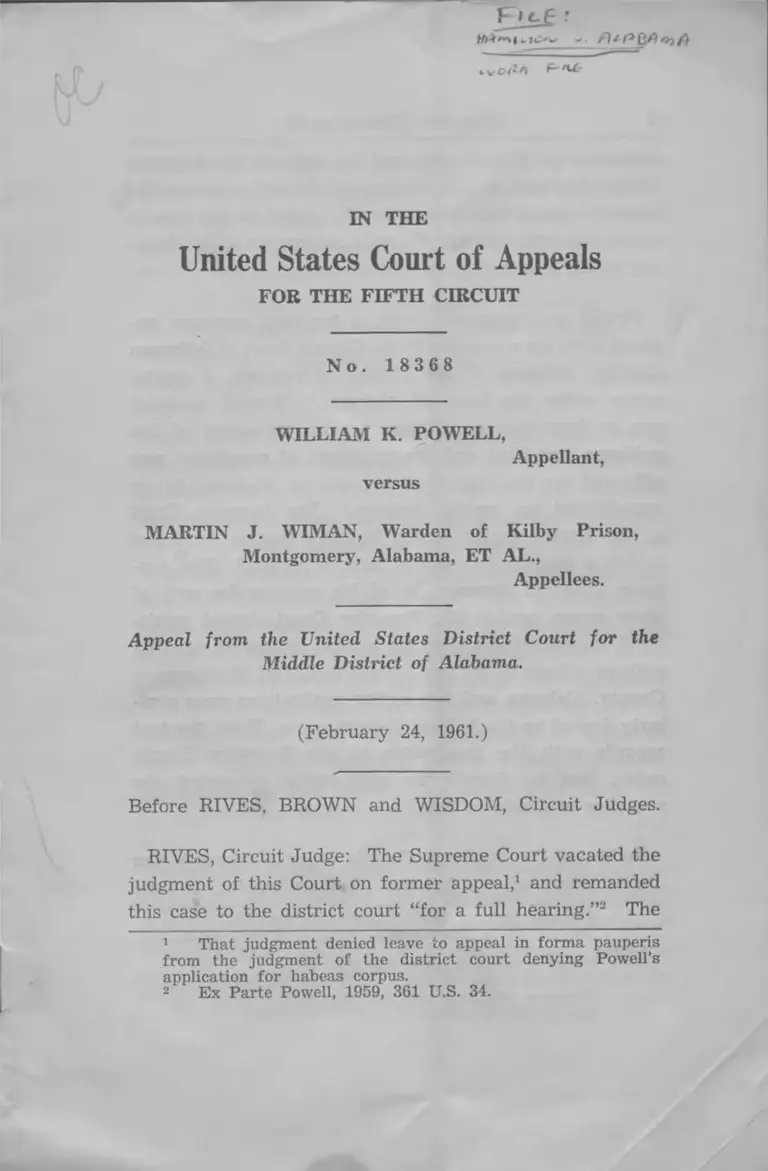 FILE:
HAMILTON v. ALABAMA
WORK FILE
IN THE
United States Court of Appeals
FOR THE FIFTH CIRCUIT
No. 18368
WILLIAM K. POWELL,
Appellant,
versus
MARTIN J. WIMAN, Warden of Kilby Prison,
Montgomery, Alabama, ET AL.,
Appellees.
Appeal from the United States District Court for the
Middle District of Alabama.
(February 24, 1961.)
Before RIVES, BROWN and WISDOM, Circuit Judges.
RIVES, Circuit Judge: The Supreme Court vacated the
judgment of this Court on former appeal,¹ and remanded
this case to the district court “for a full hearing.”² The
¹ That judgment denied leave to appeal in forma pauperis
from the judgment of the district court denying Powell’s
application for habeas corpus.
² Ex Parte Powell, 1959, 361 U.S. 34.